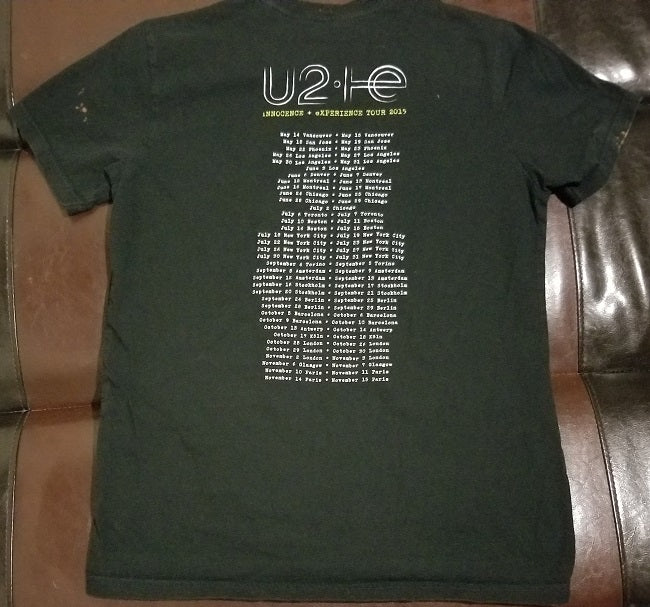 U2·ie
iNNOCENCE + eXPERIENCE TOUR 2015
May 14 Vancouver • May 15 Vancouver
May 18 San Jose • May 19 San Jose
May 22 Phoenix • May 23 Phoenix
May 26 Los Angeles • May 27 Los Angeles
May 30 Los Angeles • May 31 Los Angeles
June 3 Los Angeles
June 6 Denver • June 7 Denver
June 12 Montreal • June 13 Montreal
June 16 Montreal • June 17 Montreal
June 24 Chicago • June 25 Chicago
June 28 Chicago • June 29 Chicago
July 2 Chicago
July 6 Toronto • July 7 Toronto
July 10 Boston • July 11 Boston
July 14 Boston • July 15 Boston
July 18 New York City • July 19 New York City
July 22 New York City • July 23 New York City
July 26 New York City • July 27 New York City
July 30 New York City • July 31 New York City
September 4 Torino • September 5 Torino
September 8 Amsterdam • September 9 Amsterdam
September 12 Amsterdam • September 13 Amsterdam
September 16 Stockholm • September 17 Stockholm
September 20 Stockholm • September 21 Stockholm
September 24 Berlin • September 25 Berlin
September 28 Berlin • September 29 Berlin
October 5 Barcelona • October 6 Barcelona
October 9 Barcelona • October 10 Barcelona
October 13 Antwerp • October 14 Antwerp
October 17 Köln • October 18 Köln
October 25 London • October 26 London
October 29 London • October 30 London
November 2 London • November 3 London
November 6 Glasgow • November 7 Glasgow
November 10 Paris • November 11 Paris
November 14 Paris • November 15 Paris